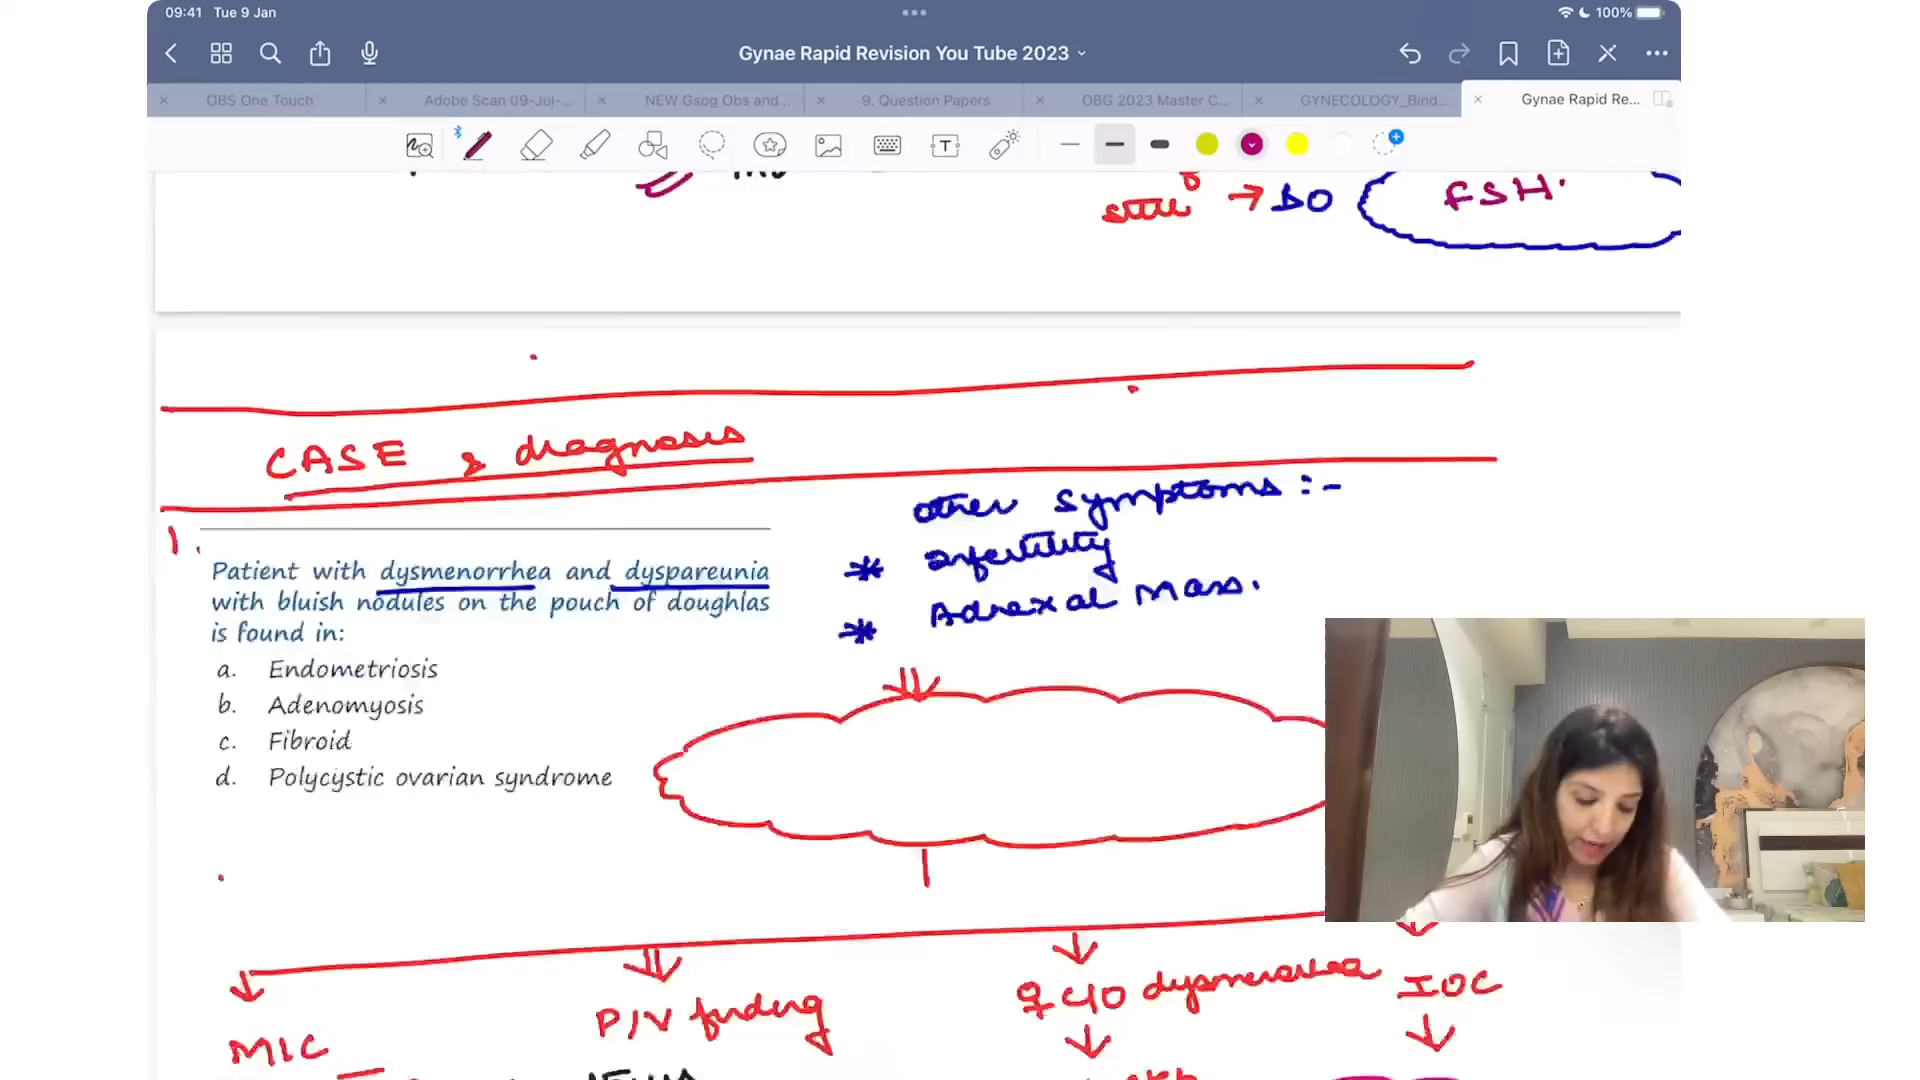 09:41 Tue 9 Jan
100%
Gynae Rapid Revision You Tube 2023
OBS One Touch
Adobe Scan 09-Jul-...
NEW Gsog Obs and...
9. Question Papers
OBG 2023 Master C...
GYNECOLOGY_Bind...
Gynae Rapid Re...
FSH.
CASE & diagnosis
other symptoms :-
* Infertility
* Adnexal Mass.
1.
Patient with dysmenorrhea and dyspareunia
with bluish nodules on the pouch of doughlas
is found in:
a. Endometriosis
b. Adenomyosis
c. Fibroid
d. Polycystic ovarian syndrome
MIC
P/V finding
♀ C/O dysmenorrhea
IOC